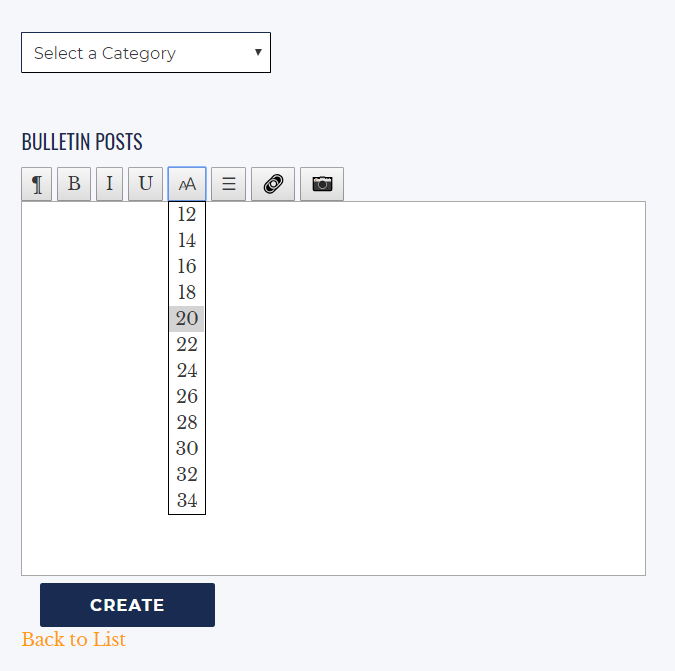 Select a Category
BULLETIN POSTS
¶ B I U AA
12
14
16
18
20
22
24
26
28
30
32
34
CREATE
Back to List